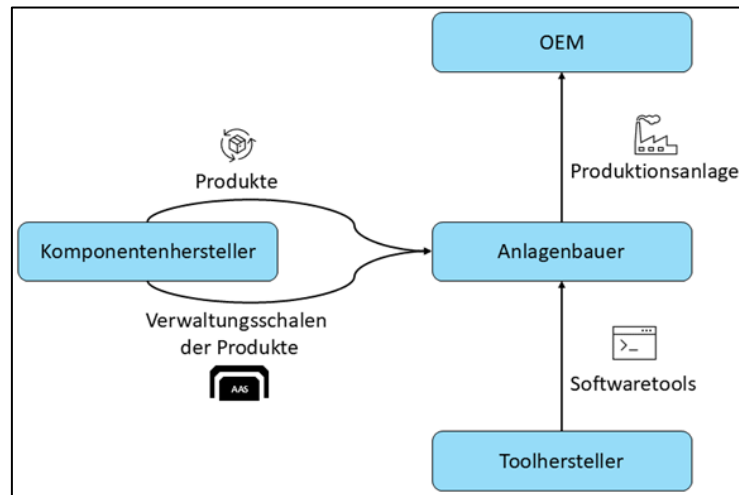 OEM
Produktionsanlage
Produkte
Komponentenhersteller
Anlagenbauer
Verwaltungsschalen
der Produkte
AAS
>_
Softwaretools
Toolhersteller